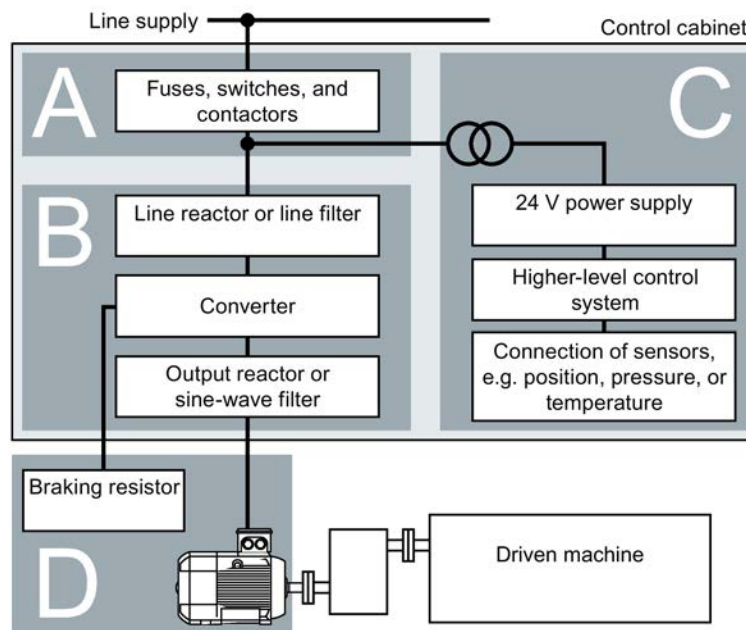 Line supply
Control cabinet
A
Fuses, switches, and
contactors
C
B
Line reactor or line filter
24 V power supply
Converter
Higher-level control
system
Output reactor or
sine-wave filter
Connection of sensors,
e.g. position, pressure, or
temperature
Braking resistor
D
Driven machine